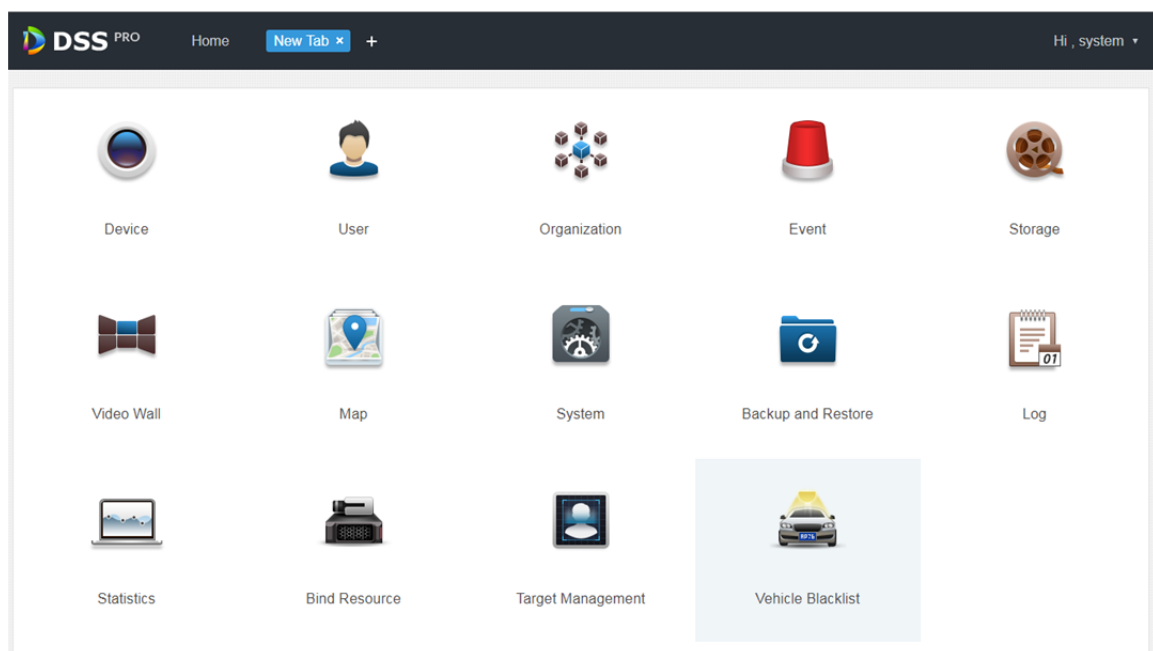 DSS PRO Home New Tab × + Hi , system
Device User Organization Event Storage
01
Video Wall Map System Backup and Restore Log
Statistics Bind Resource Target Management Vehicle Blacklist